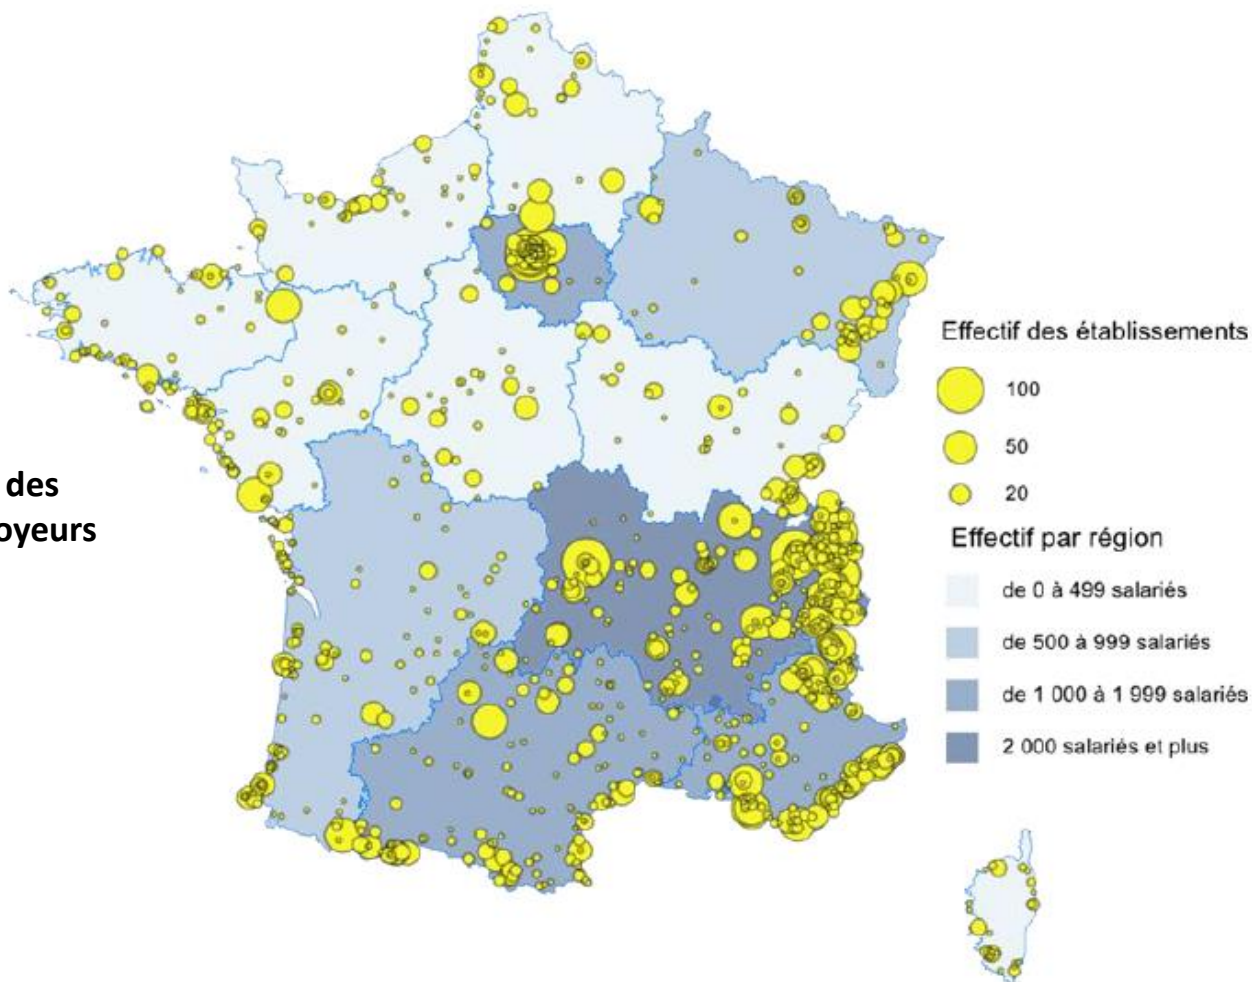 des
Effectif des établissements
100
50
20
Effectif par région
de 0 à 499 salariés
de 500 à 999 salariés
de 1 000 à 1 999 salariés
2 000 salariés et plus